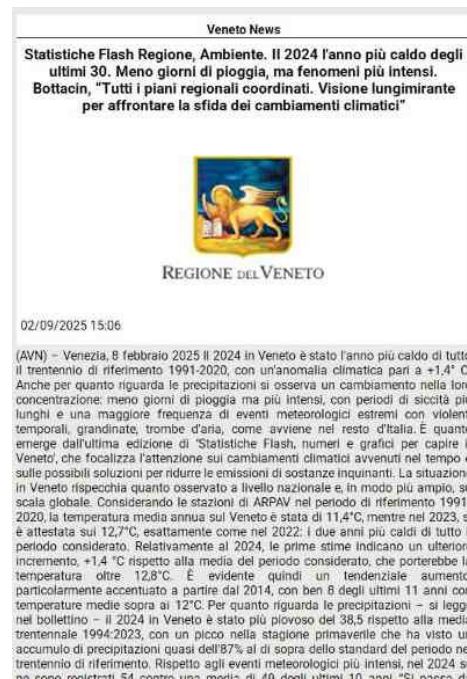 Veneto News
Statistiche Flash Regione, Ambiente. Il 2024 l'anno più caldo degli
ultimi 30. Meno giorni di pioggia, ma fenomeni più intensi.
Bottacin, "Tutti i piani regionali coordinati. Visione lungimirante
per affrontare la sfida dei cambiamenti climatici"
REGIONE DEL VENETO
02/09/2025 15:06
(AVN) – Venezia, 8 febbraio 2025 Il 2024 in Veneto è stato l'anno più caldo di tutto
il trentennio di riferimento 1991-2020, con un'anomalia climatica pari a +1,4° C.
Anche per quanto riguarda le precipitazioni si osserva un cambiamento nella loro
concentrazione: meno giorni di pioggia ma più intensi, con periodi di siccità più
lunghi e una maggiore frequenza di eventi meteorologici estremi con violenti
temporali, grandinate, trombe d'aria, come avviene nel resto d'Italia. È quanto
emerge dall'ultima edizione di 'Statistiche Flash, numeri e grafici per capire il
Veneto', che focalizza l'attenzione sui cambiamenti climatici avvenuti nel tempo e
sulle possibili soluzioni per ridurre le emissioni di sostanze inquinanti. La situazione
in Veneto rispecchia quanto osservato a livello nazionale e, in modo più ampio, su
scala globale. Considerando le stazioni di ARPAV nel periodo di riferimento 1991-
2020, la temperatura media annua sul Veneto è stata di 11,4°C, mentre nel 2023, si
è attestata sui 12,7°C, esattamente come nel 2022: i due anni più caldi di tutto il
periodo considerato. Relativamente al 2024, le prime stime indicano un ulteriore
incremento, +1,4 °C rispetto alla media del periodo considerato, che porterebbe la
temperatura oltre 12,8°C. È evidente quindi un tendenziale aumento,
particolarmente accentuato a partire dal 2014, con ben 8 degli ultimi 11 anni con
temperature medie sopra ai 12°C. Per quanto riguarda le precipitazioni – si legge
nel bollettino – il 2024 in Veneto è stato più piovoso del 38,5 rispetto alla media
trentennale 1994:2023, con un picco nella stagione primaverile che ha visto un
accumulo di precipitazioni quasi dell'87% al di sopra dello standard del periodo nel
trentennio di riferimento. Rispetto agli eventi meteorologici più intensi, nel 2024 se
ne sono registrati 54 contro una media di 49 degli ultimi 10 anni. "Si passa da